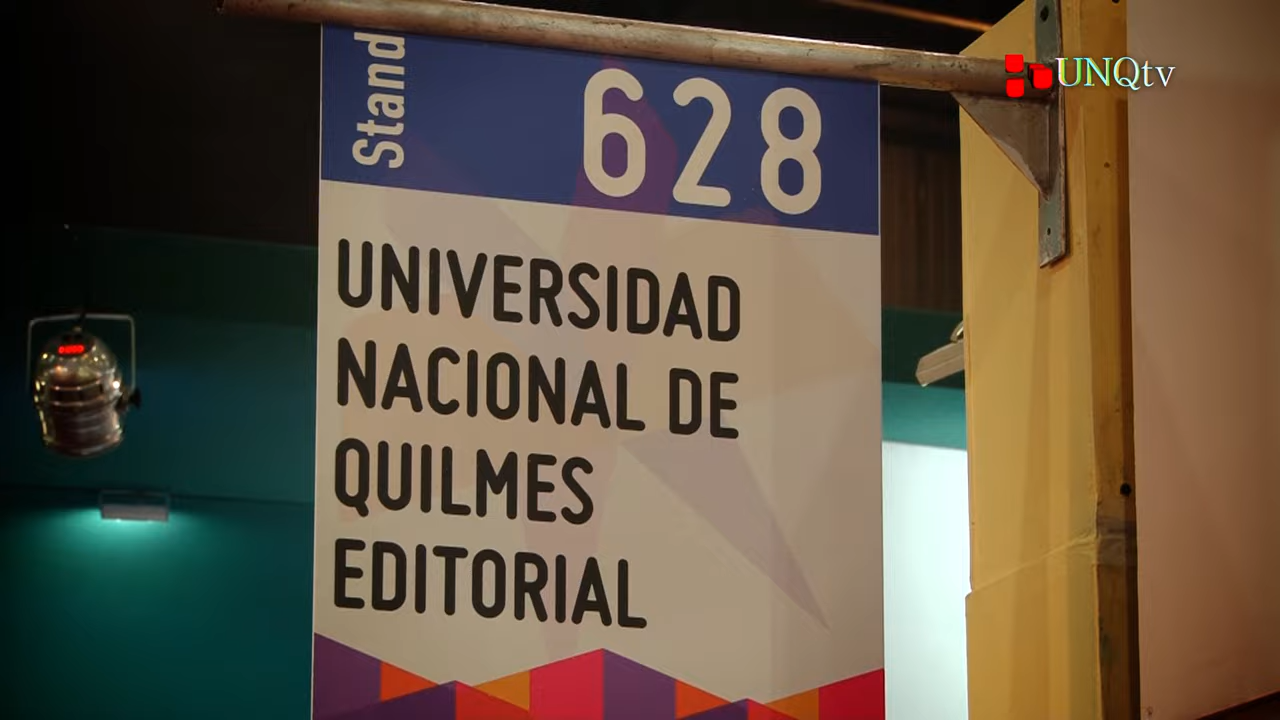 UNQtv
Stand 628
UNIVERSIDAD
NACIONAL DE
QUILMES
EDITORIAL